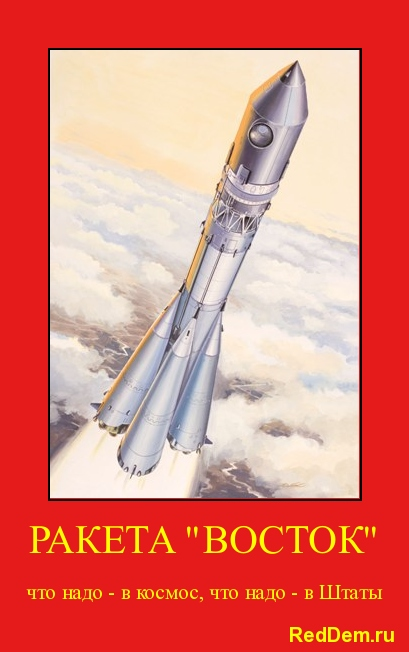 РАКЕТА "ВОСТОК"
что надо - в космос, что надо - в Штаты
RedDem.ru